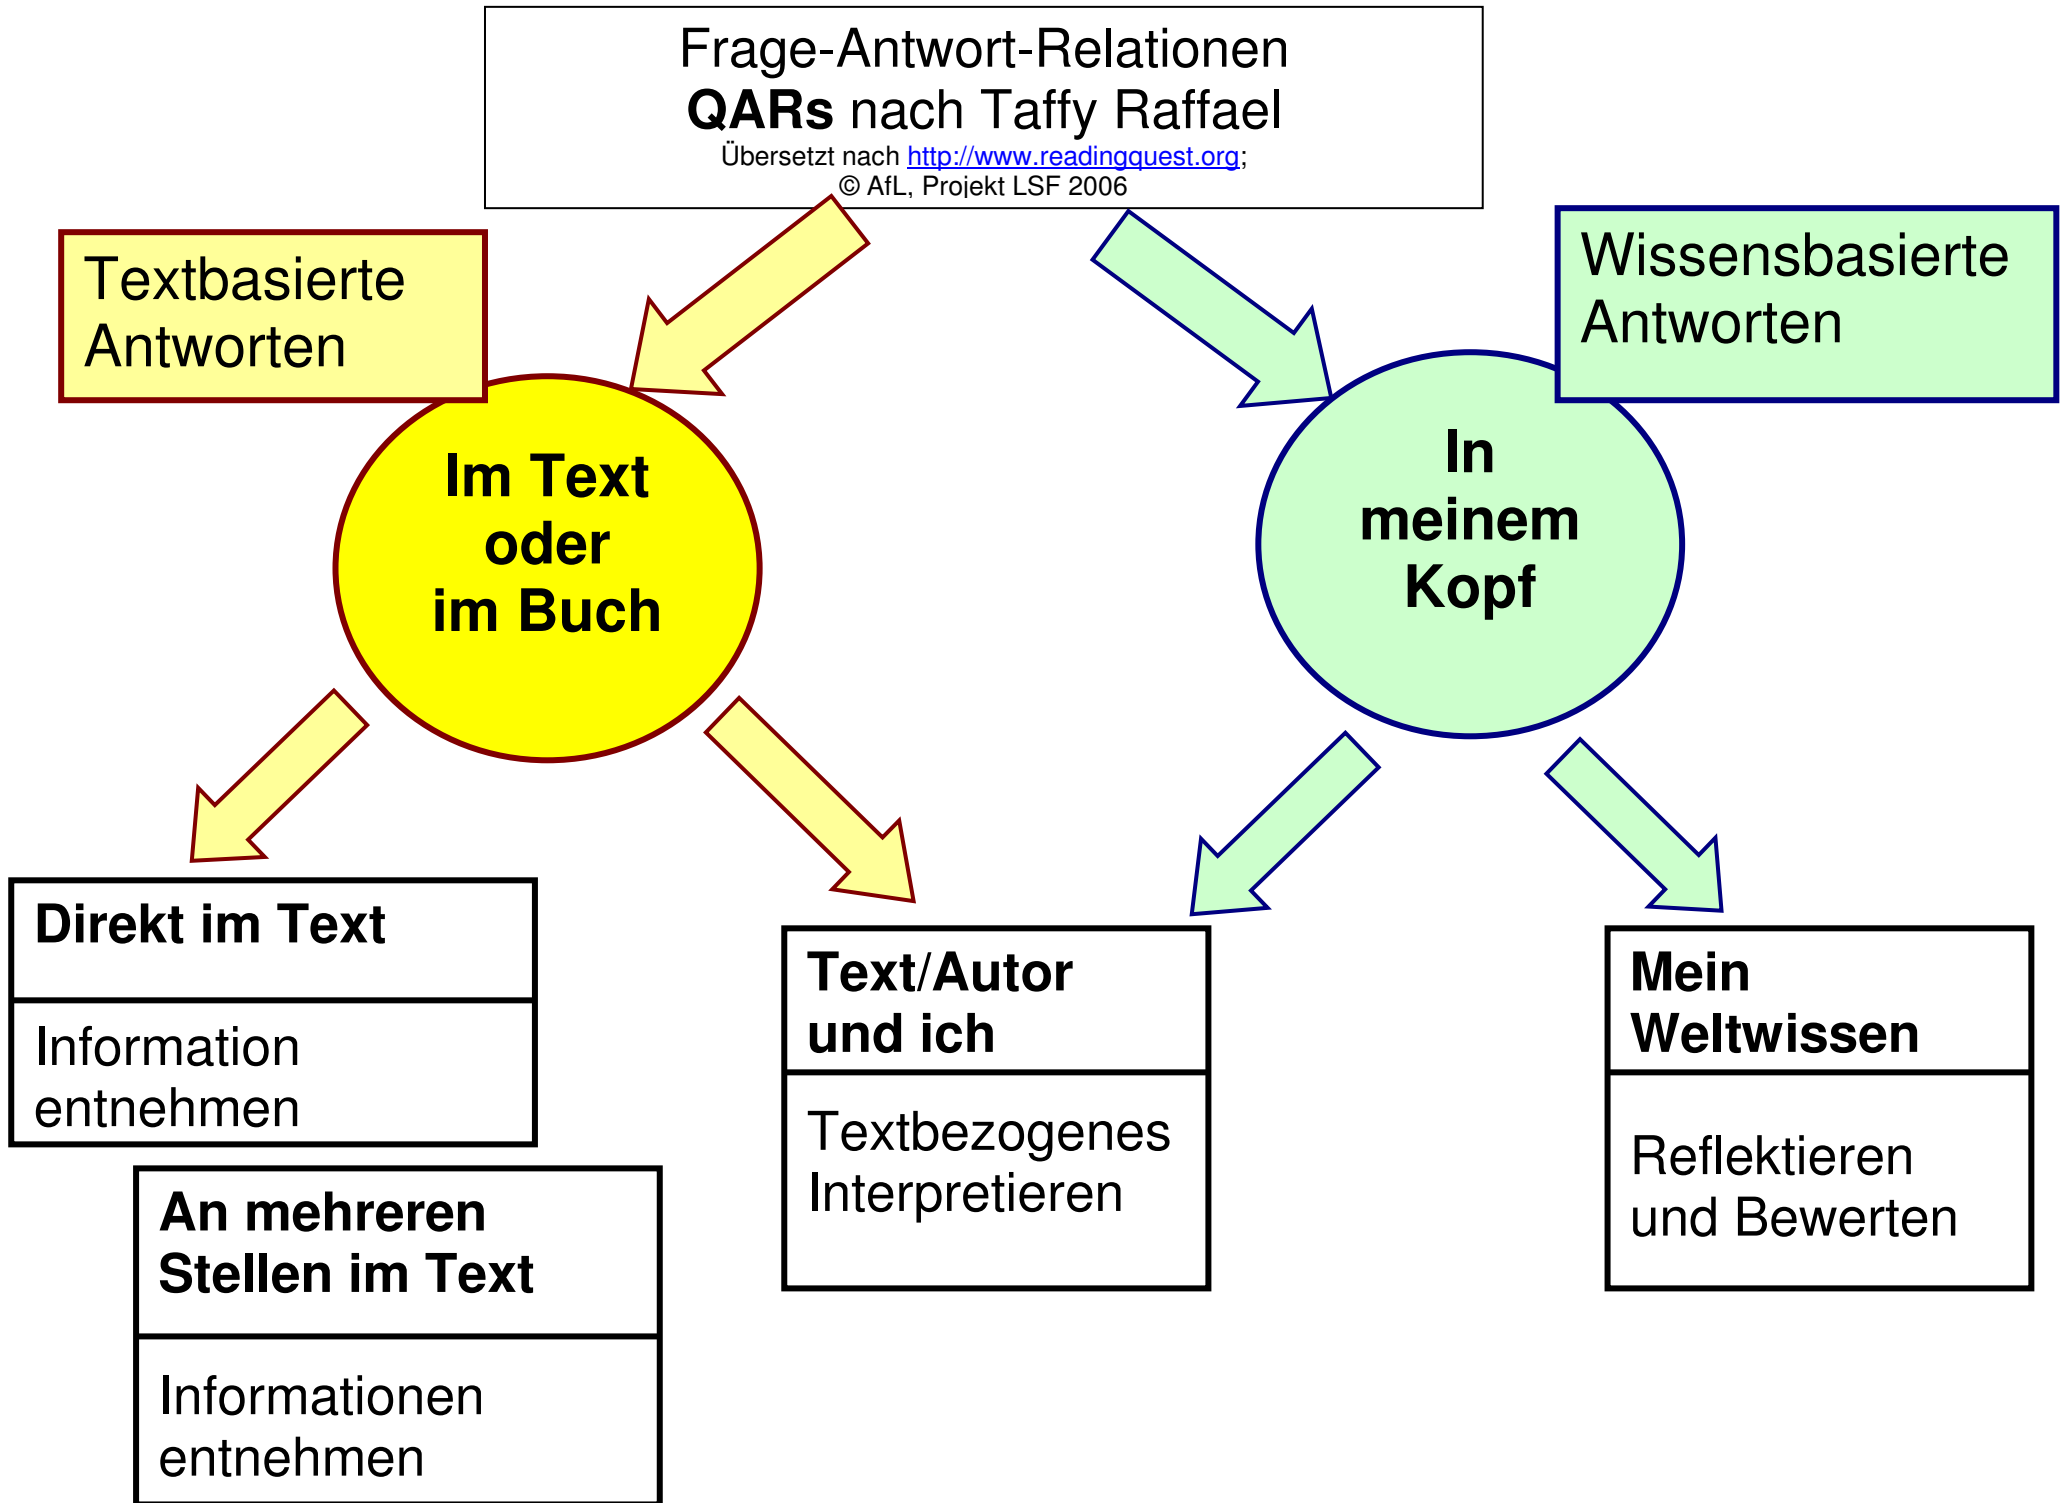 Frage-Antwort-Relationen
QARs nach Taffy Raffael
Übersetzt nach http://www.readingquest.org;
© AfL, Projekt LSF 2006
Textbasierte
Antworten
Wissensbasierte
Antworten
Im Text
oder
im Buch
In
meinem
Kopf
Direkt im Text
Information
entnehmen
An mehreren
Stellen im Text
Informationen
entnehmen
Text/Autor
und ich
Textbezogenes
Interpretieren
Mein
Weltwissen
Reflektieren
und Bewerten